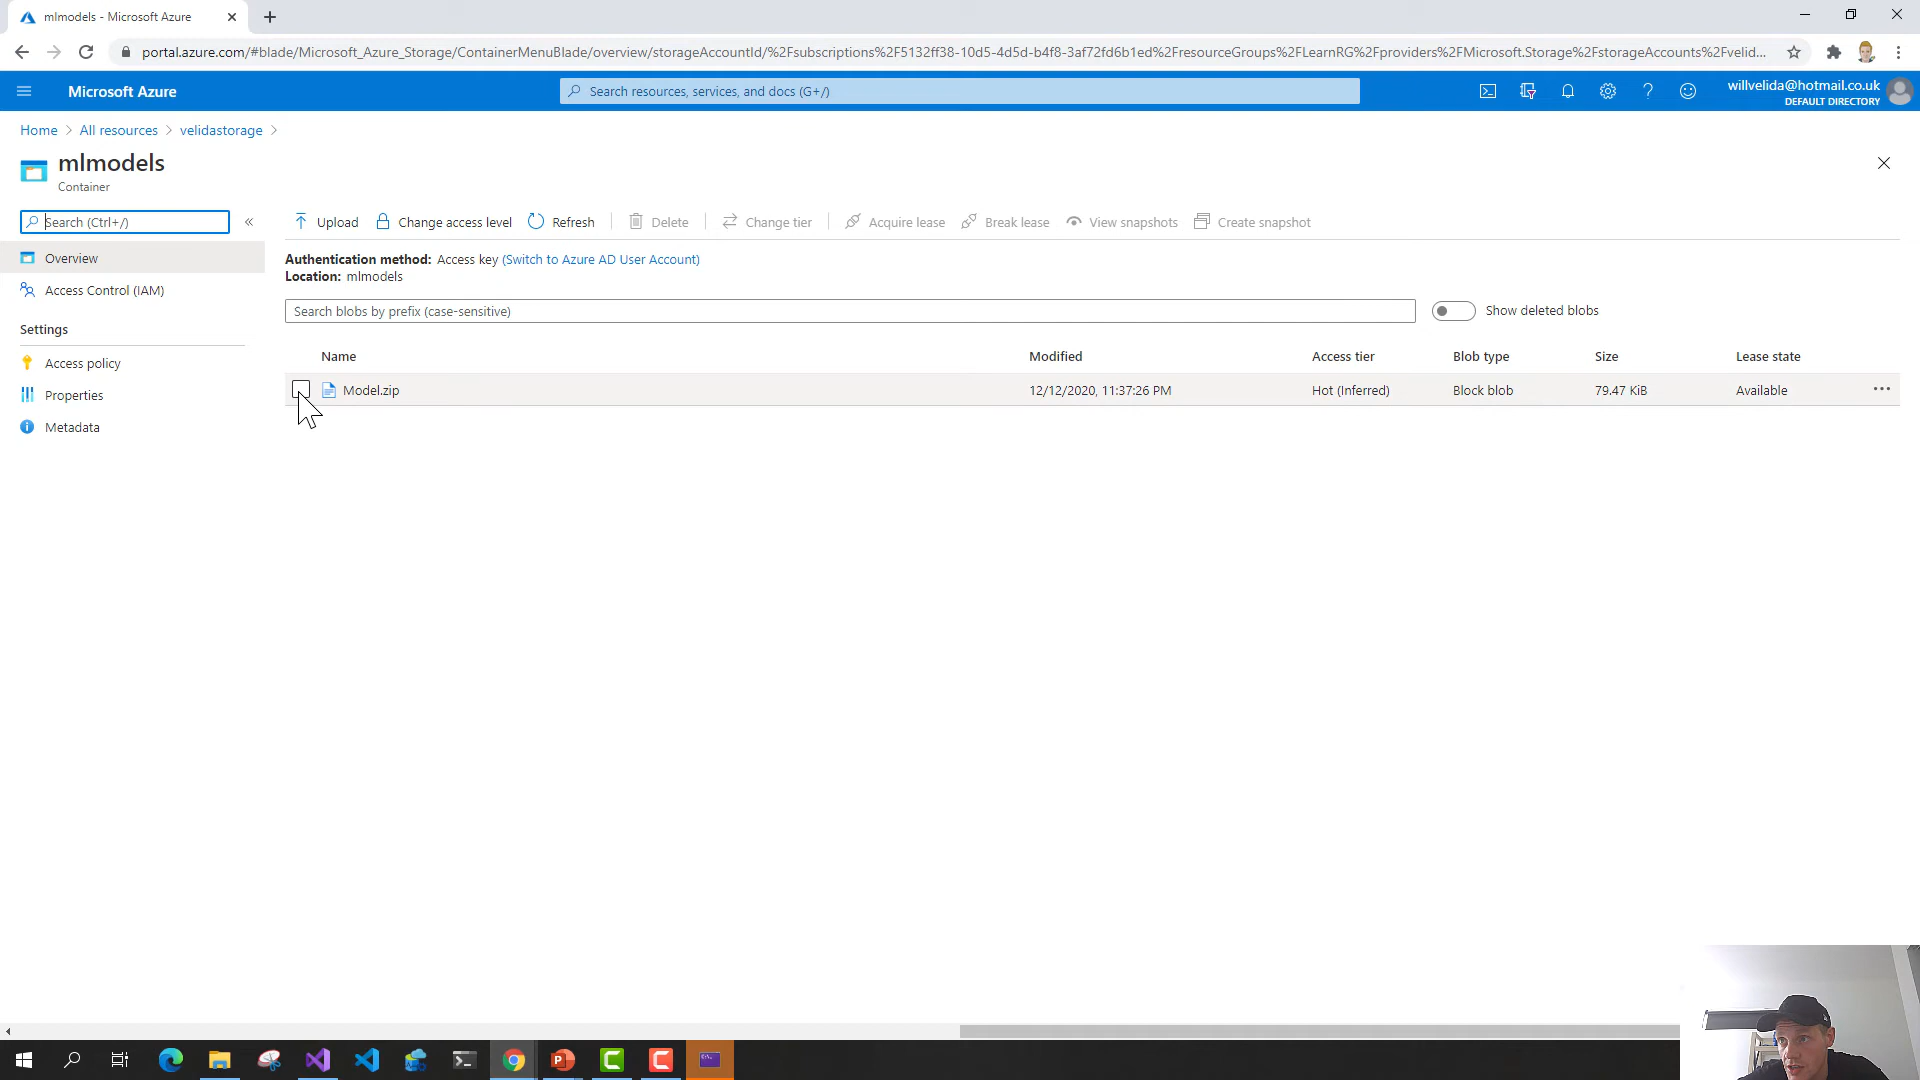 mlmodels - Microsoft Azure
portal.azure.com/#blade/Microsoft_Azure_Storage/ContainerMenuBlade/overview/storageAccountId/%2Fsubscriptions%2F5132ff38-10d5-4d5d-b4f8-3af72fd6b1ed%2FresourceGroups%2FLearnRG%2Fproviders%2FMicrosoft.Storage%2FstorageAccounts%2Fvelid...
Microsoft Azure
Search resources, services, and docs (G+/)
willvelida@hotmail.co.uk
DEFAULT DIRECTORY
Home > All resources > velidastorage >
mlmodels
Container
Search (Ctrl+/)
Upload
Change access level
Refresh
Delete
Change tier
Acquire lease
Break lease
View snapshots
Create snapshot
Overview
Access Control (IAM)
Settings
Access policy
Properties
Metadata
Authentication method: Access key (Switch to Azure AD User Account)
Location: mlmodels
Search blobs by prefix (case-sensitive)
Show deleted blobs
Name Modified Access tier Blob type Size Lease state
Model.zip 12/12/2020, 11:37:26 PM Hot (Inferred) Block blob 79.47 KiB Available